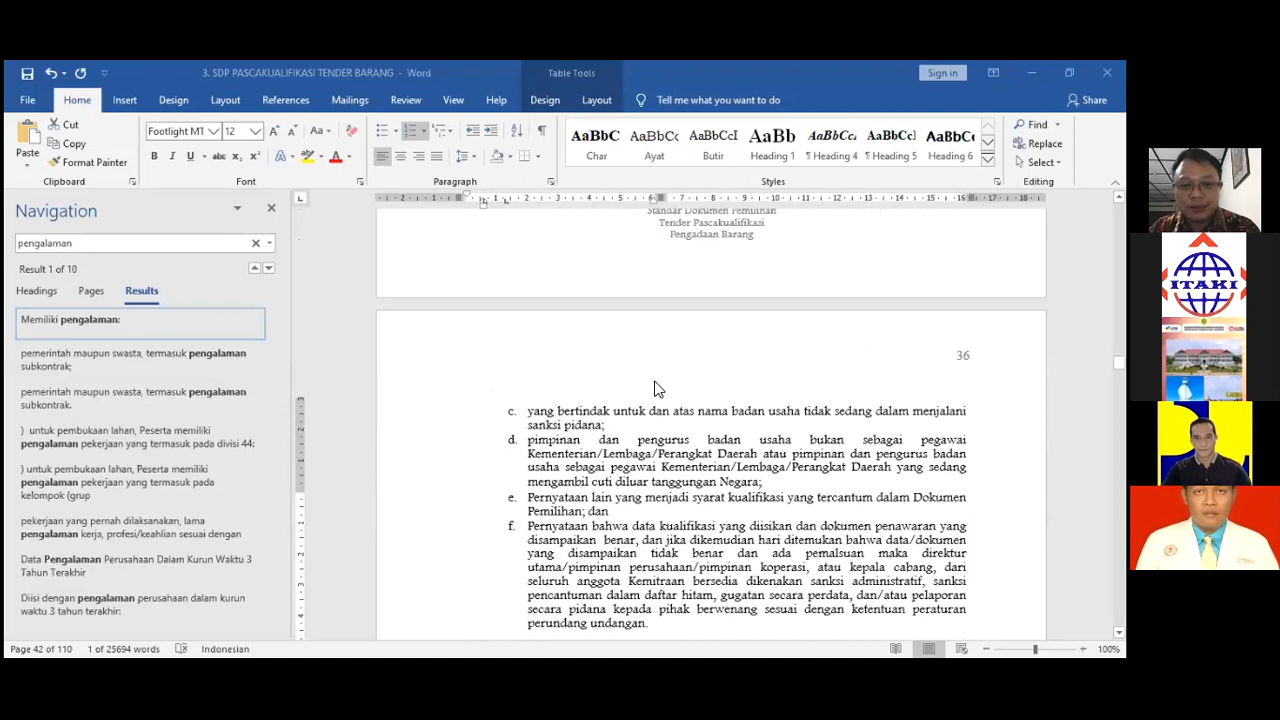 3. SDP PASCAKUALIFIKASI TENDER BARANG - Word
Table Tools
Sign in
File Home Insert Design Layout References Mailings Review View Help Design Layout Tell me what you want to do Share
Paste
Cut
Copy
Format Painter
Clipboard
Footlight MT 12
Font
Paragraph
AaBbC AaBbCc AaBbCcI AaBb AaBbCc AaBbCc AaBbCc
Char Ayat Butir Heading 1 ¶ Heading 4 ¶ Heading 5 Heading 6
Styles
Find
Replace
Select
Editing
Navigation
pengalaman
Result 1 of 10
Headings Pages Results
Memiliki pengalaman:
pemerintah maupun swasta, termasuk pengalaman
subkontrak;
pemerintah maupun swasta, termasuk pengalaman
subkontrak.
) untuk pembukaan lahan, Peserta memiliki
pengalaman pekerjaan yang termasuk pada divisi 44:
) untuk pembukaan lahan, Peserta memiliki
pengalaman pekerjaan yang termasuk pada
kelompok (grup
pekerjaan yang pernah dilaksanakan, lama
pengalaman kerja, profesi/keahlian sesuai dengan
Data Pengalaman Perusahaan Dalam Kurun Waktu 3
Tahun Terakhir
Diisi dengan pengalaman perusahaan dalam kurun
waktu 3 tahun terakhir:
Standar Dokumen Pemilihan
Tender Pascakualifikasi
Pengadaan Barang
36
c. yang bertindak untuk dan atas nama badan usaha tidak sedang dalam menjalani
sanksi pidana;
d. pimpinan dan pengurus badan usaha bukan sebagai pegawai
Kementerian/Lembaga/Perangkat Daerah atau pimpinan dan pengurus badan
usaha sebagai pegawai Kementerian/Lembaga/Perangkat Daerah yang sedang
mengambil cuti diluar tanggungan Negara;
e. Pernyataan lain yang menjadi syarat kualifikasi yang tercantum dalam Dokumen
Pemilihan; dan
f. Pernyataan bahwa data kualifikasi yang diisikan dan dokumen penawaran yang
disampaikan benar, dan jika dikemudian hari ditemukan bahwa data/dokumen
yang disampaikan tidak benar dan ada pemalsuan maka direktur
utama/pimpinan perusahaan/pimpinan koperasi, atau kepala cabang, dari
seluruh anggota Kemitraan bersedia dikenakan sanksi administratif, sanksi
pencantuman dalam daftar hitam, gugatan secara perdata, dan/atau pelaporan
secara pidana kepada pihak berwenang sesuai dengan ketentuan peraturan
perundang undangan.
Page 42 of 110 1 of 25694 words Indonesian
100%
ITAKI